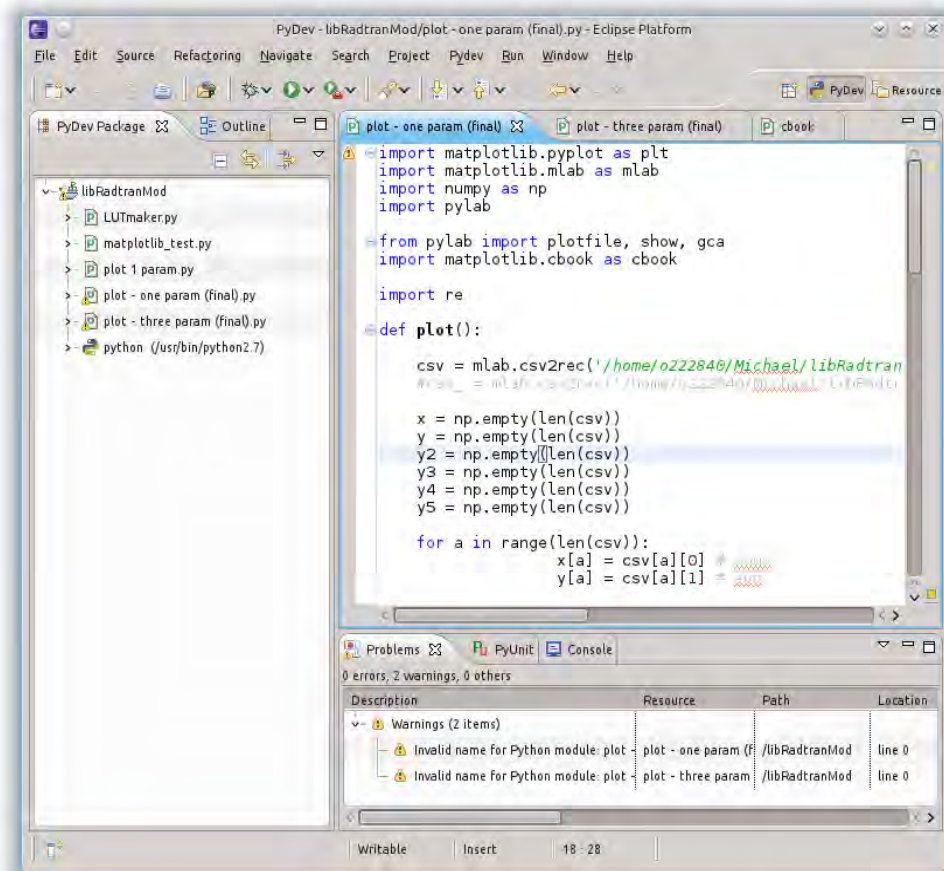 PyDev - libRadtranMod/plot - one param (final).py - Eclipse Platform
File Edit Source Refactoring Navigate Search Project Pydev Run Window Help
PyDev Resource
PyDev Package Outline
libRadtranMod
LUTmaker.py
matplotlib_test.py
plot 1 param.py
plot - one param (final).py
plot - three param (final).py
python (/usr/bin/python2.7)
plot - one param (final) plot - three param (final) cbook
import matplotlib.pyplot as plt
import matplotlib.mlab as mlab
import numpy as np
import pylab
from pylab import plotfile, show, gca
import matplotlib.cbook as cbook
import re
def plot():
csv = mlab.csv2rec('/home/o222840/Michael/libRadtran
x = np.empty(len(csv))
y = np.empty(len(csv))
y2 = np.empty(len(csv))
y3 = np.empty(len(csv))
y4 = np.empty(len(csv))
y5 = np.empty(len(csv))
for a in range(len(csv)):
x[a] = csv[a][0] #
y[a] = csv[a][1] =
Problems PyUnit Console
0 errors, 2 warnings, 0 others
Description Resource Path Location
Warnings (2 items)
Invalid name for Python module: plot - plot - one param (f /libRadtranMod line 0
Invalid name for Python module: plot - plot - three param /libRadtranMod line 0
Writable Insert 18 : 28